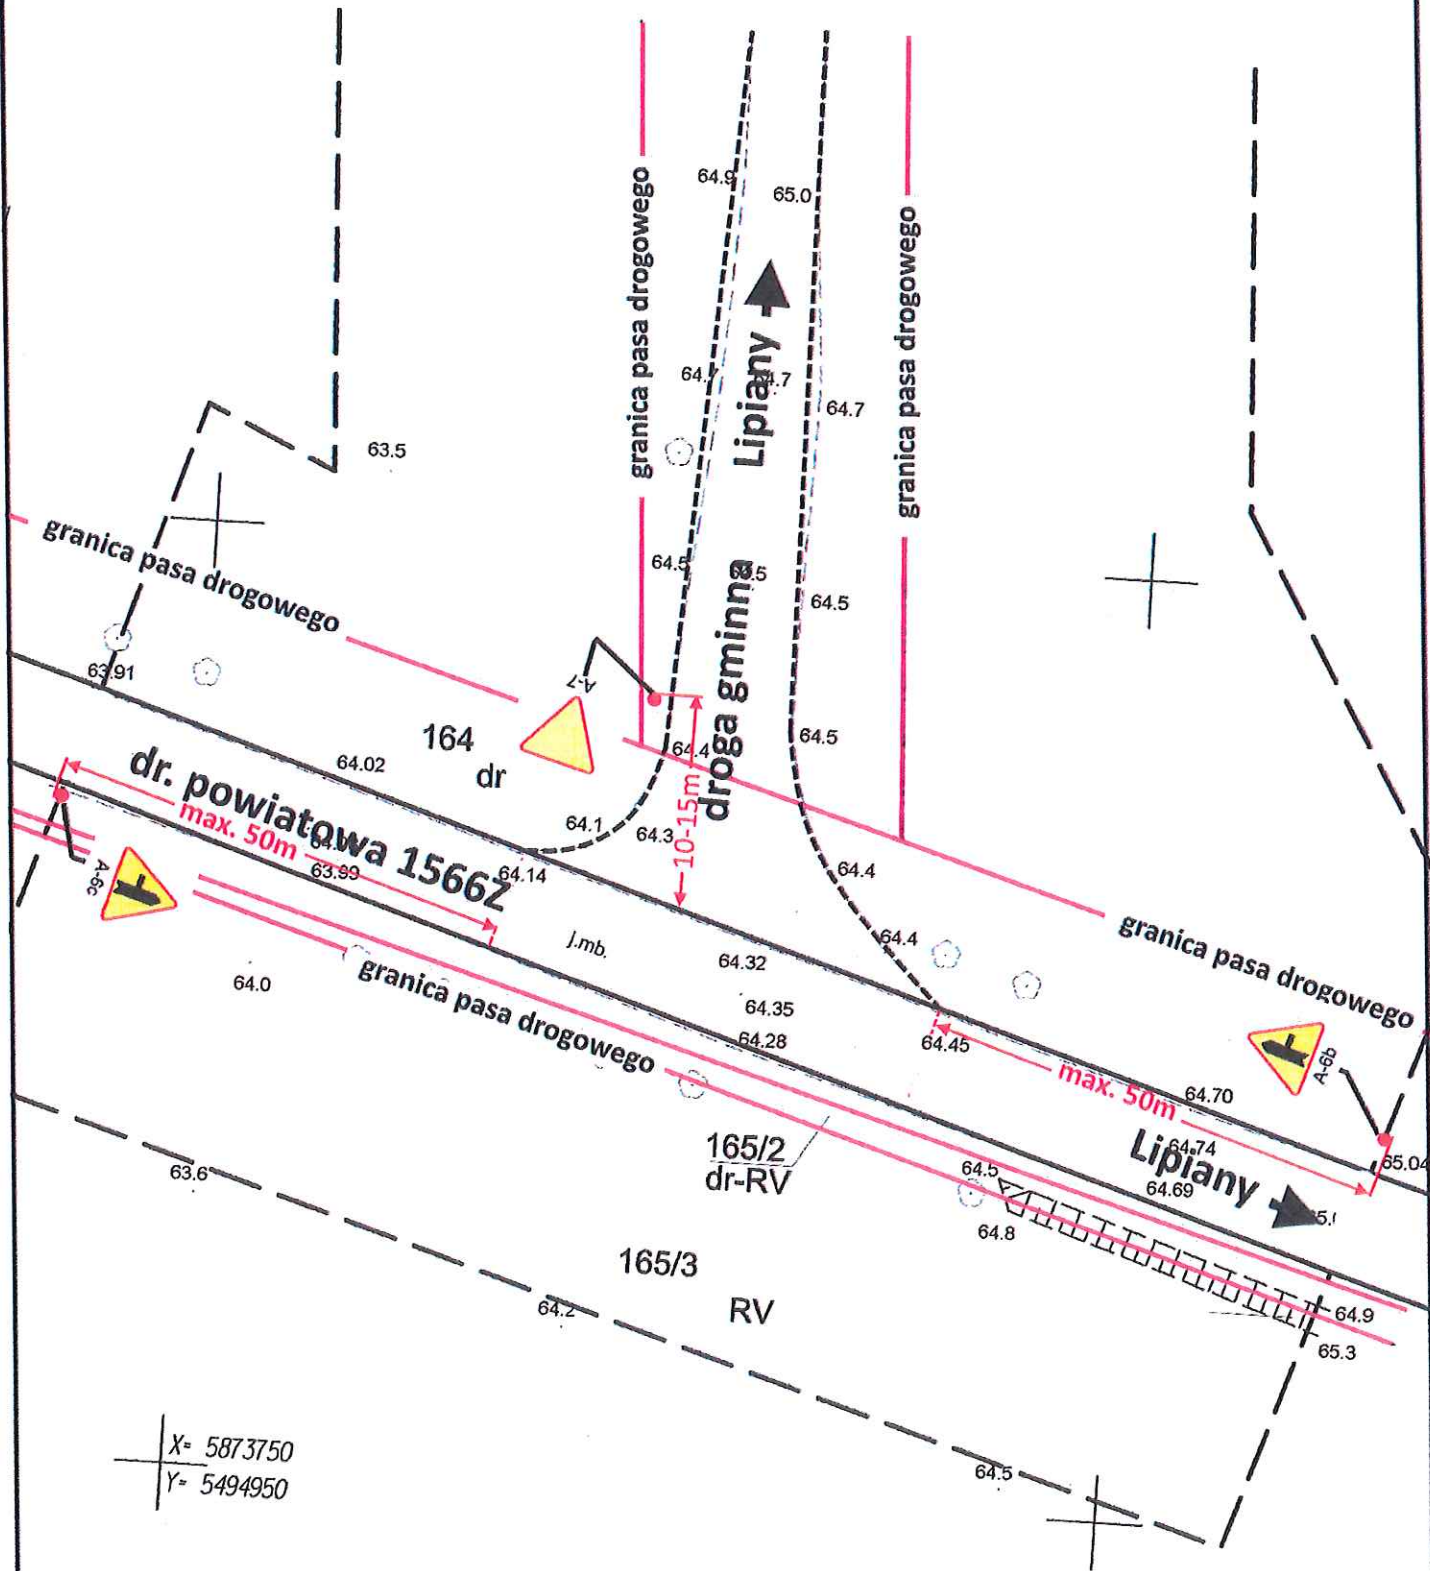 64.9
65.0
granica pasa drogowego
granica pasa drogowego
Lipiany
64.7
64.7
64.7
63.5
granica pasa drogowego
64.5
64.5
droga gminna
63.91
A-7
164
dr
64.4
64.5
64.02
dr. powiatowa 1566Z
max. 50m
63.99
64.1
64.3
10-15m
64.14
64.4
A-6c
j.mb.
64.4
granica pasa drogowego
64.32
64.0
granica pasa drogowego
64.35
64.28
64.45
max. 50m
A-6b
64.70
64.74
65.04
Lipiany
64.69
165/2
dr-RV
64.5
63.6
64.8
165/3
RV
64.2
64.9
65.3
X= 5873750
Y= 5494950
64.5